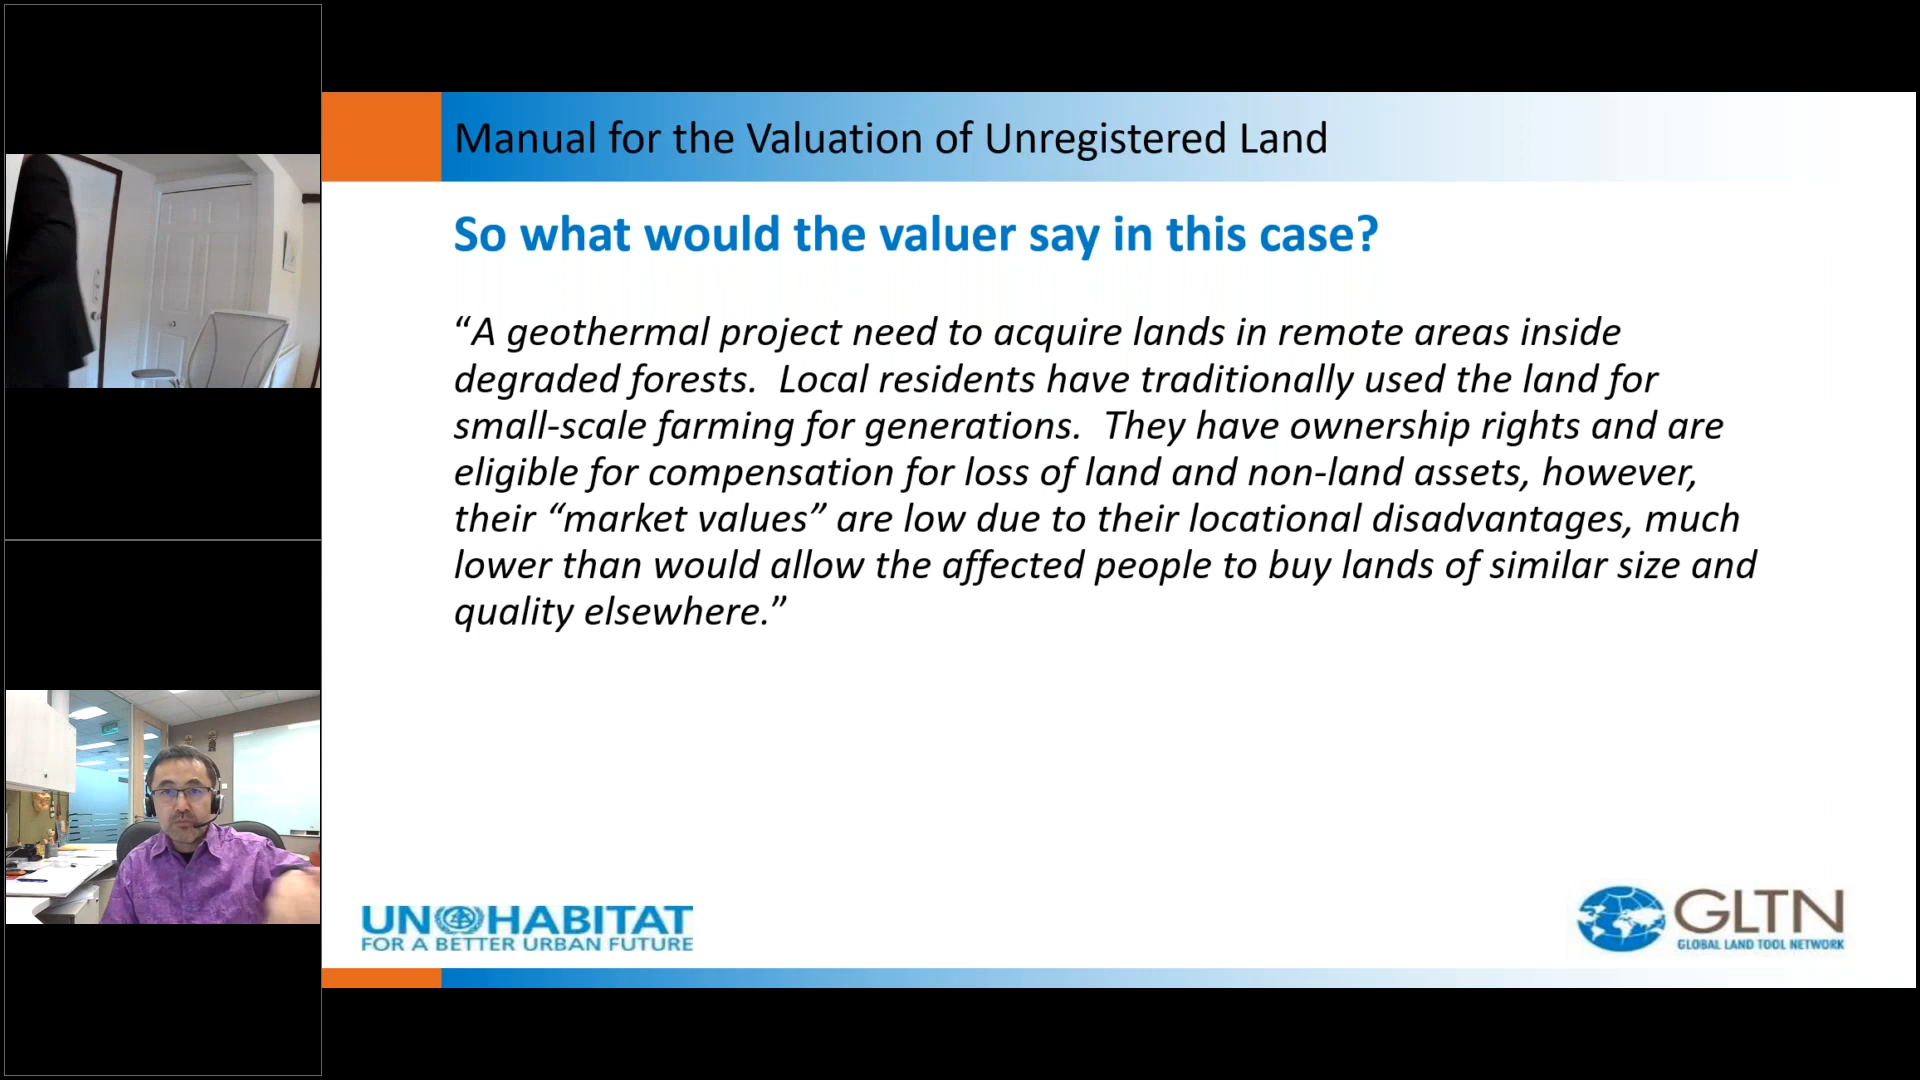 Manual for the Valuation of Unregistered Land
So what would the valuer say in this case?
“A geothermal project need to acquire lands in remote areas inside
degraded forests.  Local residents have traditionally used the land for
small-scale farming for generations.  They have ownership rights and are
eligible for compensation for loss of land and non-land assets, however,
their “market values” are low due to their locational disadvantages, much
lower than would allow the affected people to buy lands of similar size and
quality elsewhere.”
UN HABITAT
FOR A BETTER URBAN FUTURE
GLTN
GLOBAL LAND TOOL NETWORK